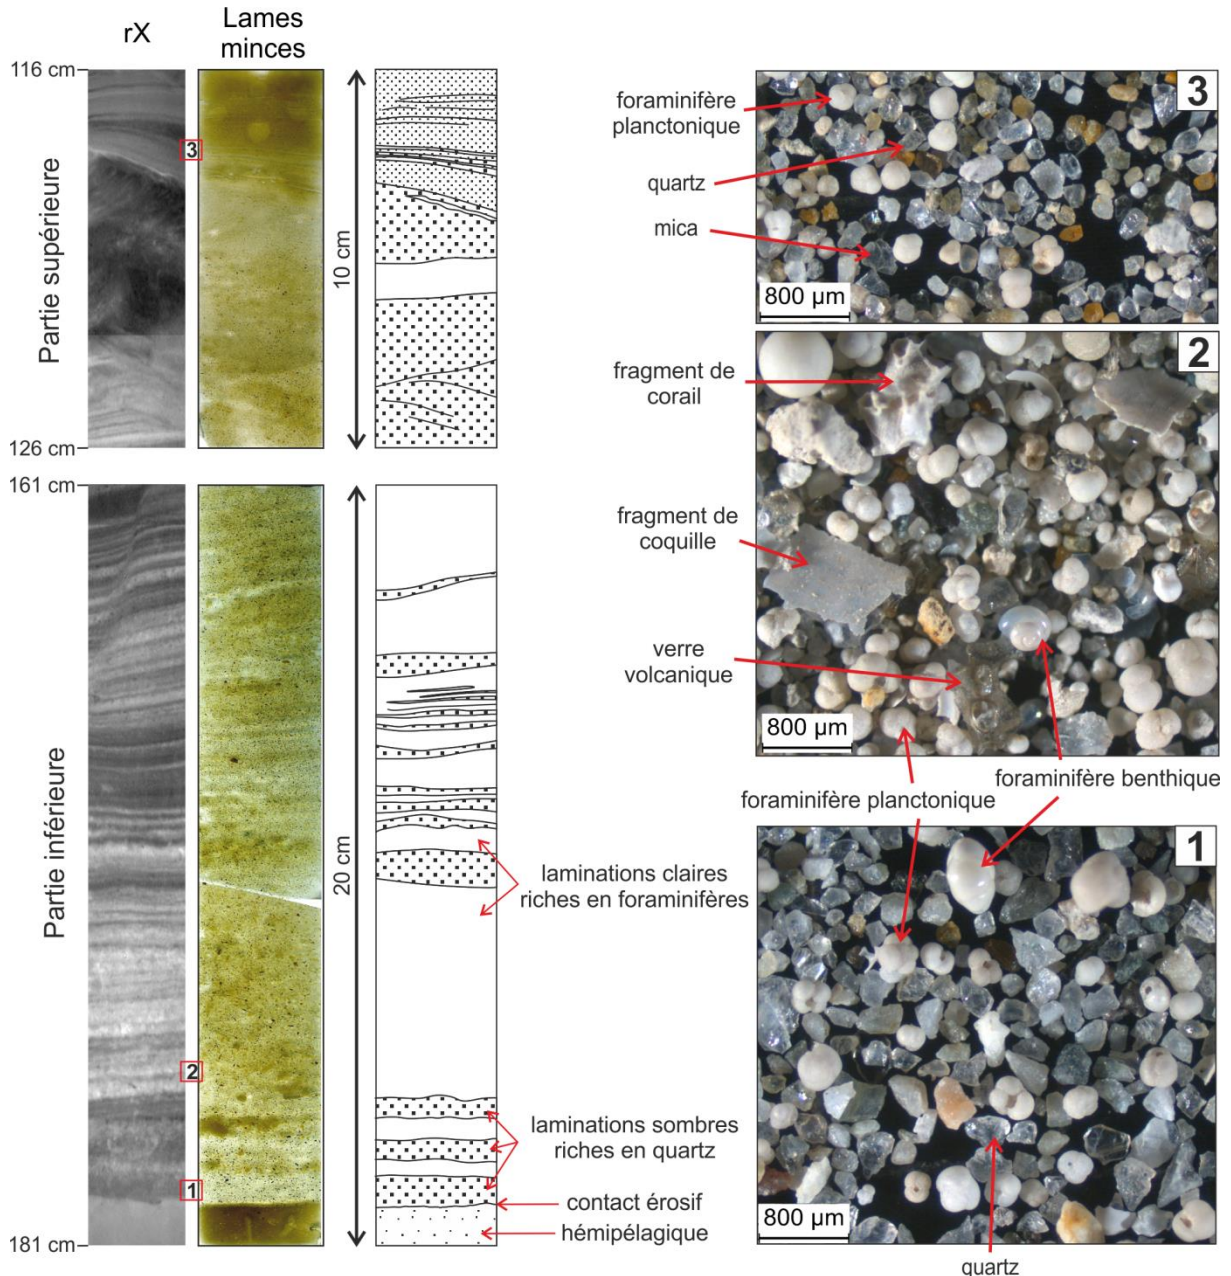 rX
Lames
minces
116 cm
3
Partie supérieure
10 cm
126 cm
161 cm
Partie inférieure
20 cm
2
1
181 cm
laminations claires
riches en foraminifères
laminations sombres
riches en quartz
contact érosif
hémipélagique
3
foraminifère
planctonique
quartz
mica
800 µm
2
fragment de
corail
fragment de
coquille
verre
volcanique
800 µm
foraminifère benthique
foraminifère planctonique
1
800 µm
quartz